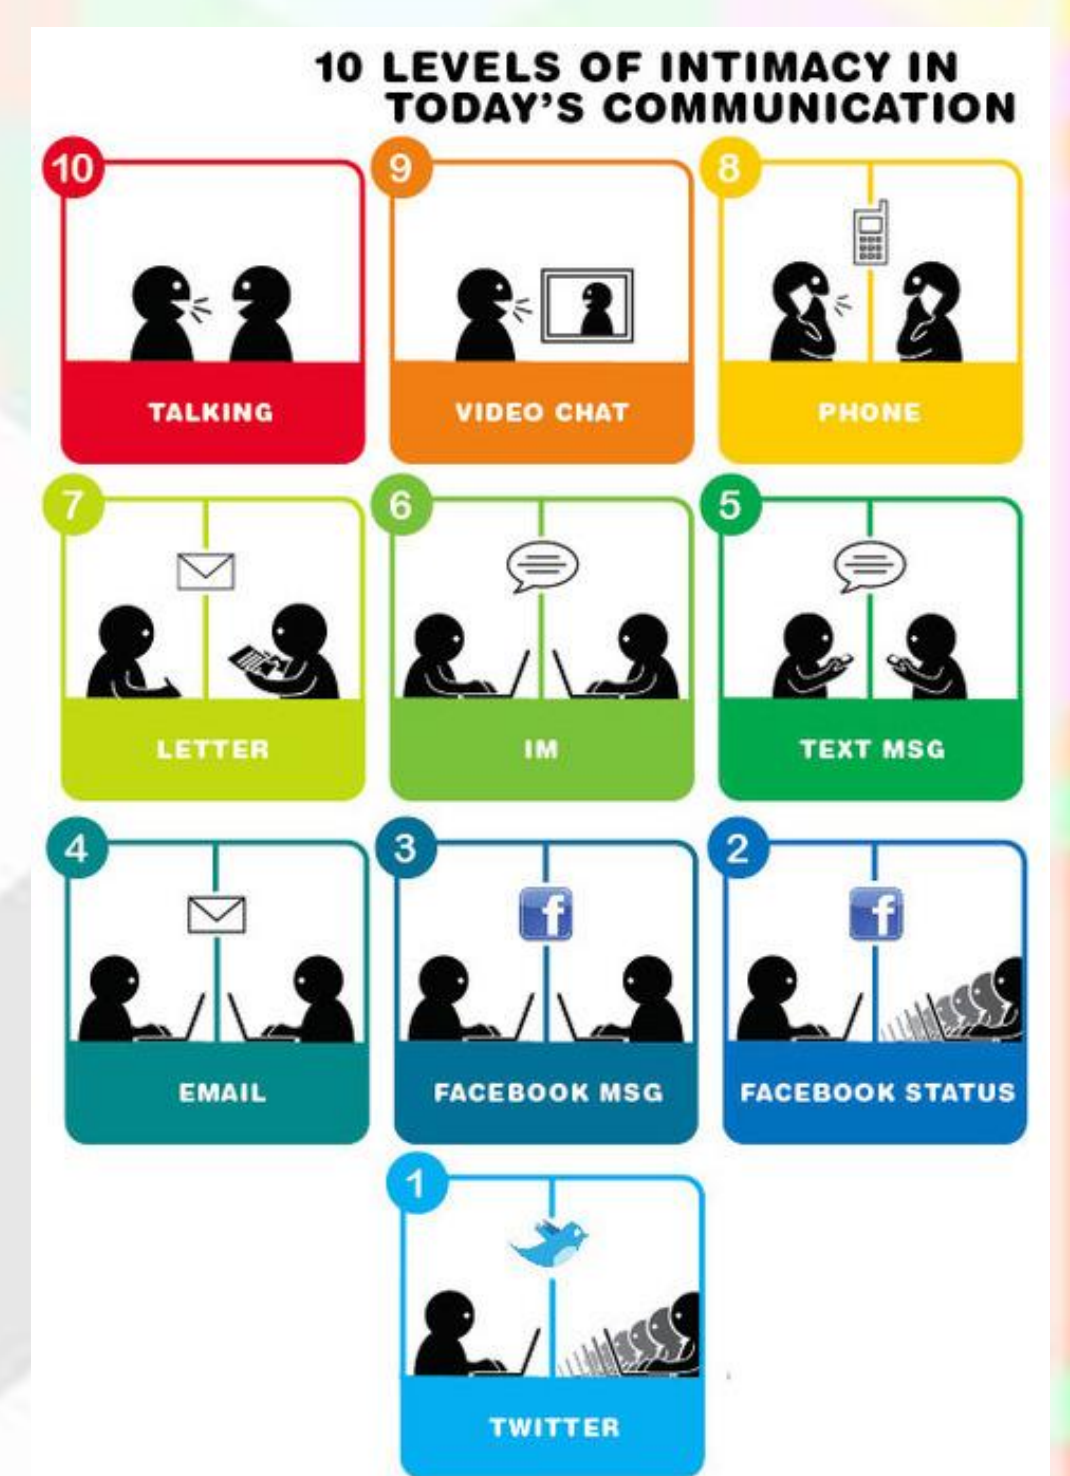 10 LEVELS OF INTIMACY IN
TODAY'S COMMUNICATION
10
TALKING
9
VIDEO CHAT
8
PHONE
7
LETTER
6
IM
5
TEXT MSG
4
EMAIL
3
f
FACEBOOK MSG
2
f
FACEBOOK STATUS
1
TWITTER